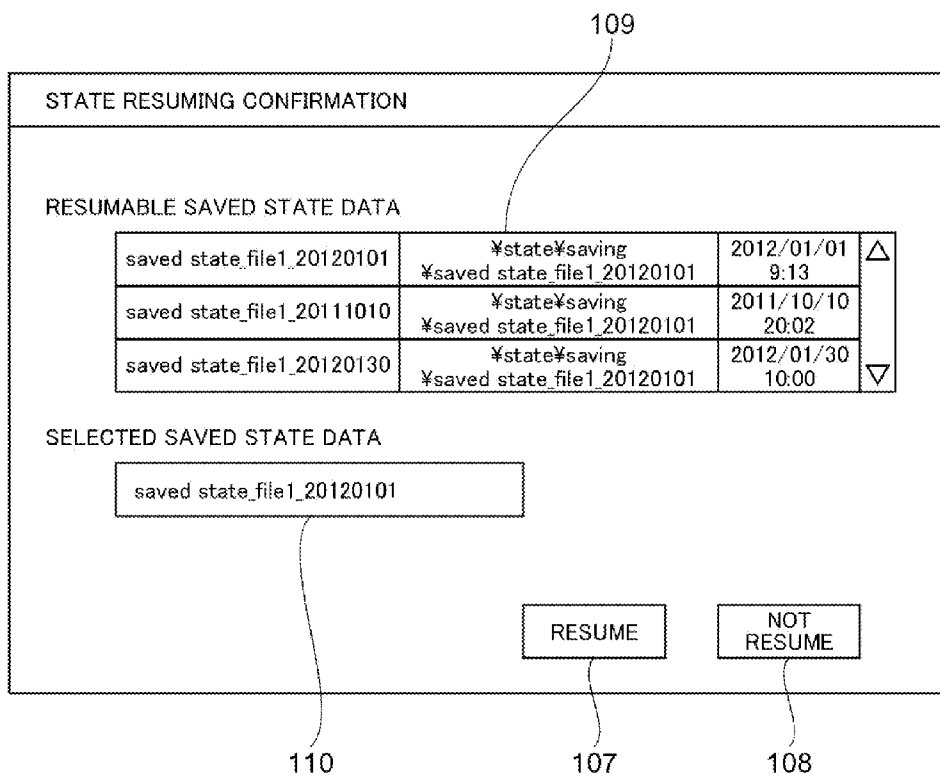 109
STATE RESUMING CONFIRMATION
RESUMABLE SAVED STATE DATA
saved state_file1_20120101
¥state¥saving
¥saved state_file1_20120101
2012/01/01
9:13
saved state_file1_20111010
¥state¥saving
¥saved state_file1_20120101
2011/10/10
20:02
saved state_file1_20120130
¥state¥saving
¥saved state_file1_20120101
2012/01/30
10:00
SELECTED SAVED STATE DATA
saved state_file1_20120101
RESUME
NOT
RESUME
110
107
108